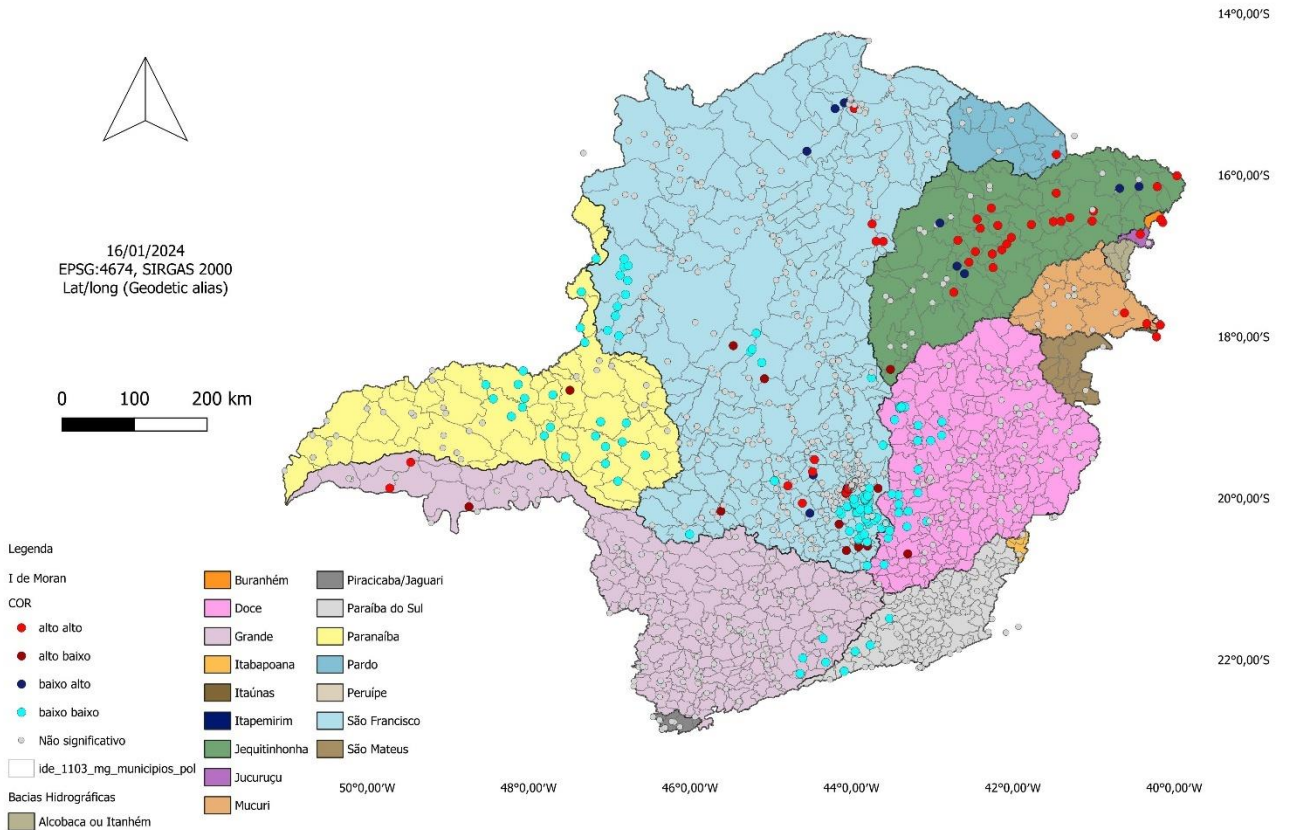 14°0,00′S
16°0,00′S
18°0,00′S
20°0,00′S
22°0,00′S
16/01/2024
EPSG:4674, SIRGAS 2000
Lat/long (Geodetic alias)
0 100 200 km
50°0,00′W 48°0,00′W 46°0,00′W 44°0,00′W 42°0,00′W 40°0,00′W
Legenda
I de Moran
COR
alto alto
alto baixo
baixo alto
baixo baixo
Não significativo
ide_1103_mg_municipios_pol
Bacias Hidrográficas
Alcobaca ou Itanhém
Buranhém
Doce
Grande
Itabapoana
Itaúnas
Itapemirim
Jequitinhonha
Jucuruçu
Mucuri
Piracicaba/Jaguari
Paraíba do Sul
Paranaíba
Pardo
Peruípe
São Francisco
São Mateus